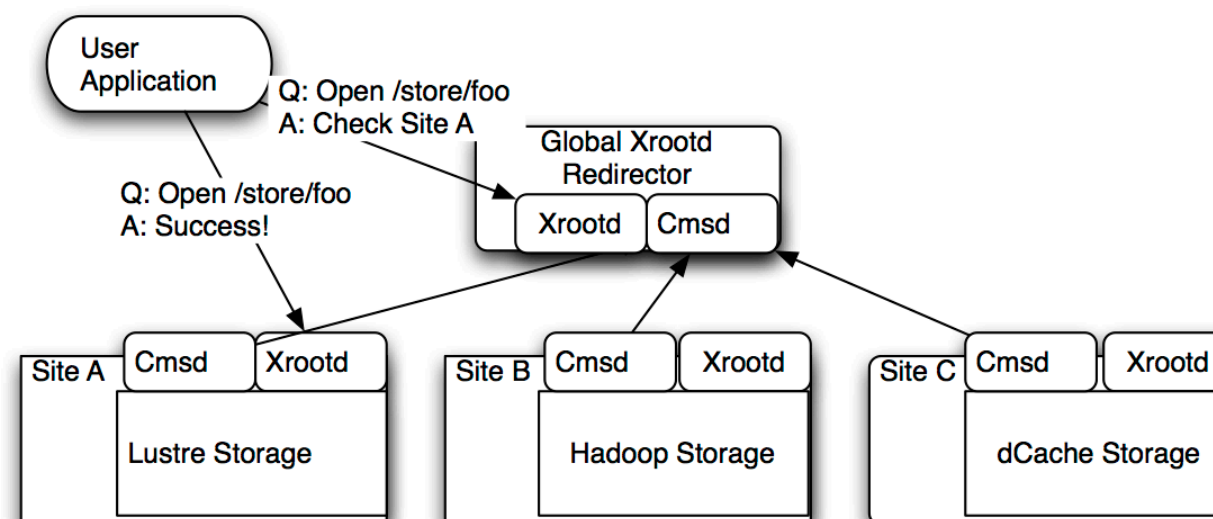 User
Application
Q: Open /store/foo
A: Check Site A
Global Xrootd
Redirector
Xrootd
Cmsd
Q: Open /store/foo
A: Success!
Site A
Cmsd
Xrootd
Lustre Storage
Site B
Cmsd
Xrootd
Hadoop Storage
Site C
Cmsd
Xrootd
dCache Storage